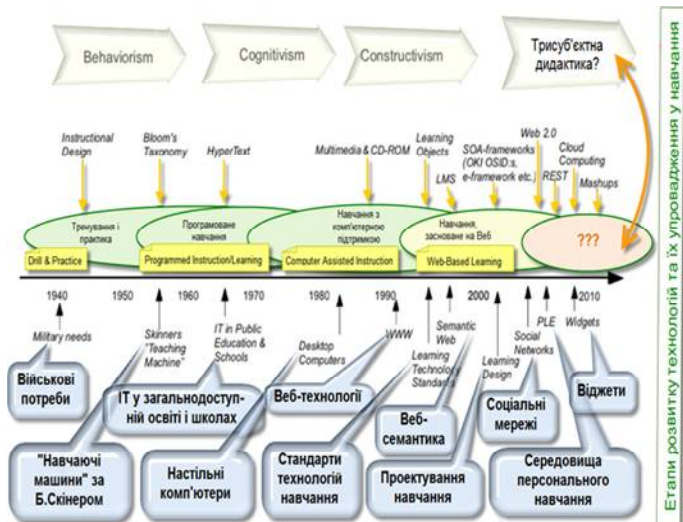 Behaviorism
Cognitivism
Constructivism
Трисуб'єктна
дидактика?
Instructional
Design
Bloom's
Taxonomy
HyperText
Multimedia & CD-ROM
Learning
Objects
LMS
SOA-frameworks
(OKI OSID:s,
e-framework etc.)
Web 2.0
REST
Cloud
Computing
Mashups
Тренування і
практика
Програмоване
навчання
Навчання з
комп'ютерною
підтримкою
Навчання,
засноване на Веб
???
Drill & Practice
Programmed Instruction/Learning
Computer Assisted Instruction
Web-Based Learning
1940
1950
1960
1970
1980
1990
2000
2010
Military needs
Skinners
"Teaching
Machine"
IT in Public
Education &
Schools
Desktop
Computers
WWW
Learning
Technology
Standards
Semantic
Web
Learning
Design
Social
Networks
PLE
Widgets
Військові
потреби
ІТ у загальнодоступ-
ній освіті і школах
Веб-технології
Веб-
семантика
Соціальні
мережі
Віджети
"Навчаючі
машини" за
Б.Скінером
Настільні
комп'ютери
Стандарти
технологій
навчання
Проектування
навчання
Середовища
персонального
навчання
Етапи розвитку технологій та їх упровадження у навчання